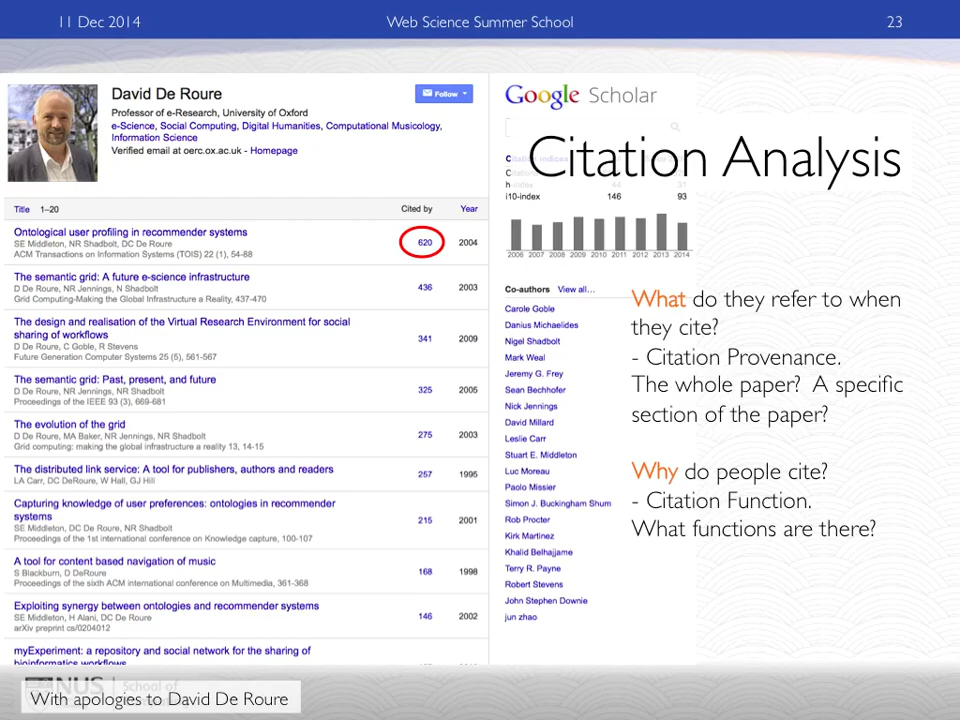 11 Dec 2014
Web Science Summer School
23
David De Roure
Follow
Professor of e-Research, University of Oxford
e-Science, Social Computing, Digital Humanities, Computational Musicology,
Information Science
Verified email at oerc.ox.ac.uk - Homepage
Title 1–20 Cited by Year
Ontological user profiling in recommender systems 620 2004
SE Middleton, NR Shadbolt, DC De Roure
ACM Transactions on Information Systems (TOIS) 22 (1), 54-88
The semantic grid: A future e-science infrastructure 436 2003
D De Roure, NR Jennings, N Shadbolt
Grid Computing-Making the Global Infrastructure a Reality, 437-470
The design and realisation of the Virtual Research Environment for social
sharing of workflows 341 2009
D De Roure, C Goble, R Stevens
Future Generation Computer Systems 25 (5), 561-567
The semantic grid: Past, present, and future 325 2005
D De Roure, NR Jennings, NR Shadbolt
Proceedings of the IEEE 93 (3), 669-681
The evolution of the grid 275 2003
D De Roure, MA Baker, NR Jennings, NR Shadbolt
Grid computing: making the global infrastructure a reality 13, 14-15
The distributed link service: A tool for publishers, authors and readers 257 1995
LA Carr, DC DeRoure, W Hall, GJ Hill
Capturing knowledge of user preferences: ontologies in recommender
systems 215 2001
SE Middleton, DC De Roure, NR Shadbolt
Proceedings of the 1st international conference on Knowledge capture, 100-107
A tool for content based navigation of music 168 1998
S Blackburn, D DeRoure
Proceedings of the sixth ACM international conference on Multimedia, 361-368
Exploiting synergy between ontologies and recommender systems 146 2002
SE Middleton, H Alani, DC De Roure
arXiv preprint cs/0204012
myExperiment: a repository and social network for the sharing of
bioinformatics workflows
Google Scholar
Citation Analysis
Citation indices
h-index
i10-index 146 93
2006 2007 2008 2009 2010 2011 2012 2013 2014
Co-authors View all…
Carole Goble
Danius Michaelides
Nigel Shadbolt
Mark Weal
Jeremy G. Frey
Sean Bechhofer
Nick Jennings
David Millard
Leslie Carr
Stuart E. Middleton
Luc Moreau
Paolo Missier
Simon J. Buckingham Shum
Rob Procter
Kirk Martinez
Khalid Belhajjame
Terry R. Payne
Robert Stevens
John Stephen Downie
jun zhao
What do they refer to when
they cite?
- Citation Provenance.
The whole paper? A specific
section of the paper?
Why do people cite?
- Citation Function.
What functions are there?
NUS School of
With apologies to David De Roure